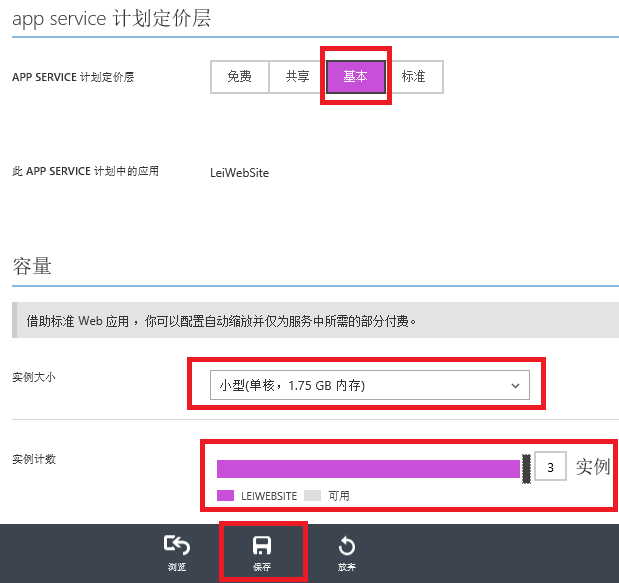 app service 计划定价层
APP SERVICE 计划定价层 免费 共享 基本 标准
此 APP SERVICE 计划中的应用 LeiWebSite
容量
借助标准 Web 应用，你可以配置自动缩放并仅为服务中所需的部分付费。
实例大小 小型(单核，1.75 GB 内存)
实例计数 3 实例
LEIWEBSITE 可用
浏览 保存 放弃